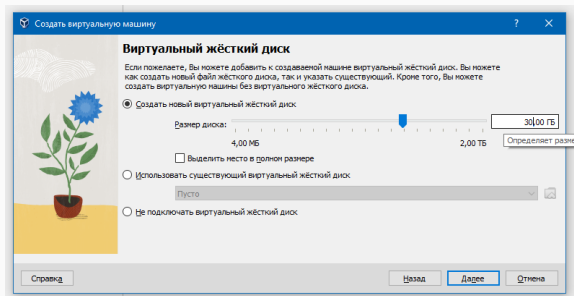 Создать виртуальную машину
Виртуальный жёсткий диск
Если пожелаете, Вы можете добавить к создаваемой машине виртуальный жёсткий диск. Вы можете
как создать новый файл жёсткого диска, так и указать существующий. Кроме того, Вы можете
создать виртуальную машины без виртуального жёсткого диска.
Создать новый виртуальный жёсткий диск
Размер диска:
30,00 ГБ
4,00 МБ
2,00 ТБ
Определяет разме
Выделить место в полном размере
Использовать существующий виртуальный жёсткий диск
Пусто
Не подключать виртуальный жёсткий диск
Справка
Назад
Далее
Отмена